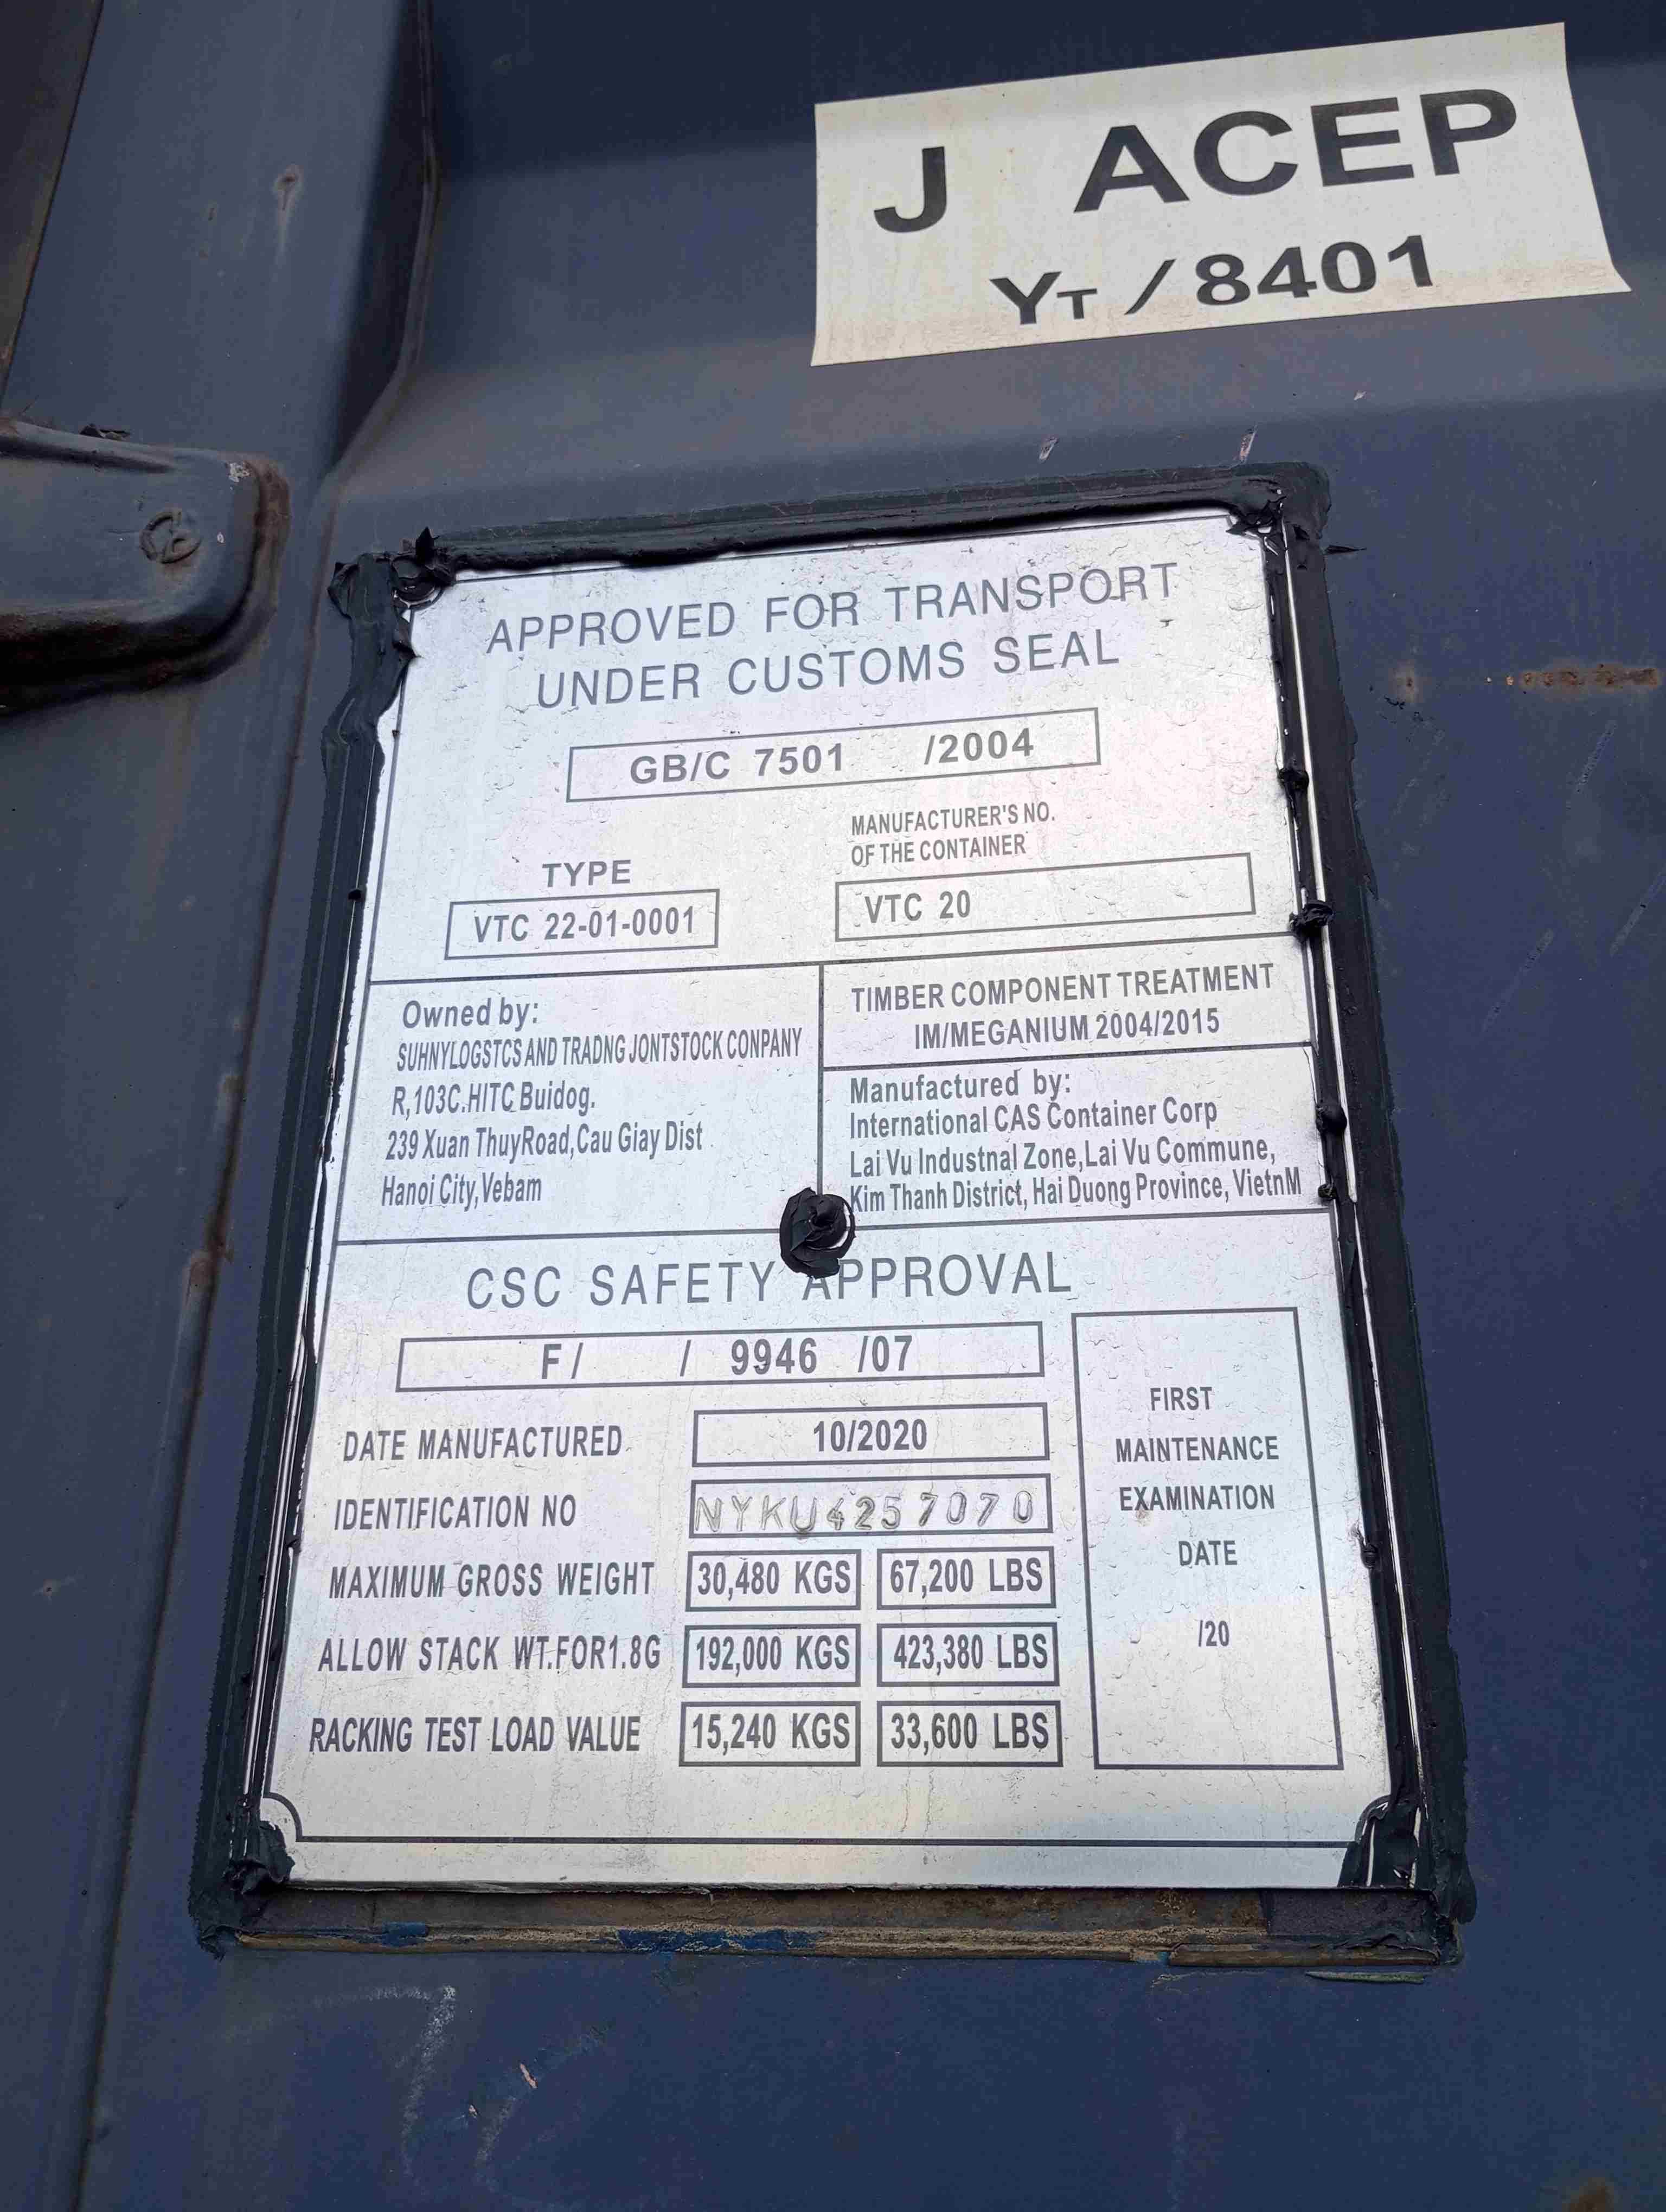 J ACEP
YT/8401
APPROVED FOR TRANSPORT
UNDER CUSTOMS SEAL
GB/C 7501 /2004
TYPE
VTC 22-01-0001
MANUFACTURER'S NO.
OF THE CONTAINER
VTC 20
Owned by:
SUHNYLOGSTCS AND TRADNG JONTSTOCK CONPANY
R,103C.HITC Buidog.
239 Xuan ThuyRoad,Cau Giay Dist
Hanoi City,Vebam
TIMBER COMPONENT TREATMENT
IM/MEGANIUM 2004/2015
Manufactured by:
International CAS Container Corp
Lai Vu Industnal Zone,Lai Vu Commune,
Kim Thanh District, Hai Duong Province, VietnM
CSC SAFETY APPROVAL
F/ / 9946 /07
DATE MANUFACTURED 10/2020
IDENTIFICATION NO NYKU4257070
MAXIMUM GROSS WEIGHT 30,480 KGS 67,200 LBS
ALLOW STACK WT.FOR1.8G 192,000 KGS 423,380 LBS
RACKING TEST LOAD VALUE 15,240 KGS 33,600 LBS
FIRST
MAINTENANCE
EXAMINATION
DATE
/20